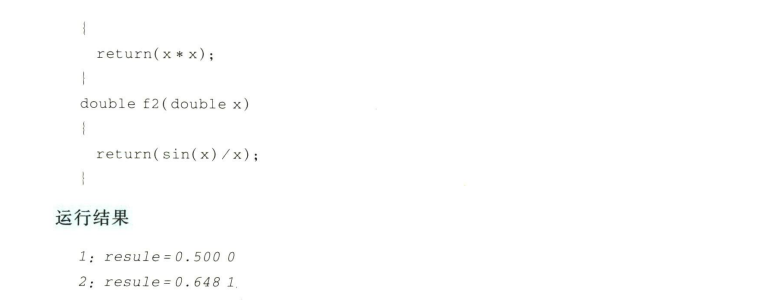 {
return(x*x);
}
double f2(double x)
{
return(sin(x)/x);
}
运行结果
1: resule=0.500 0
2: resule=0.648 1